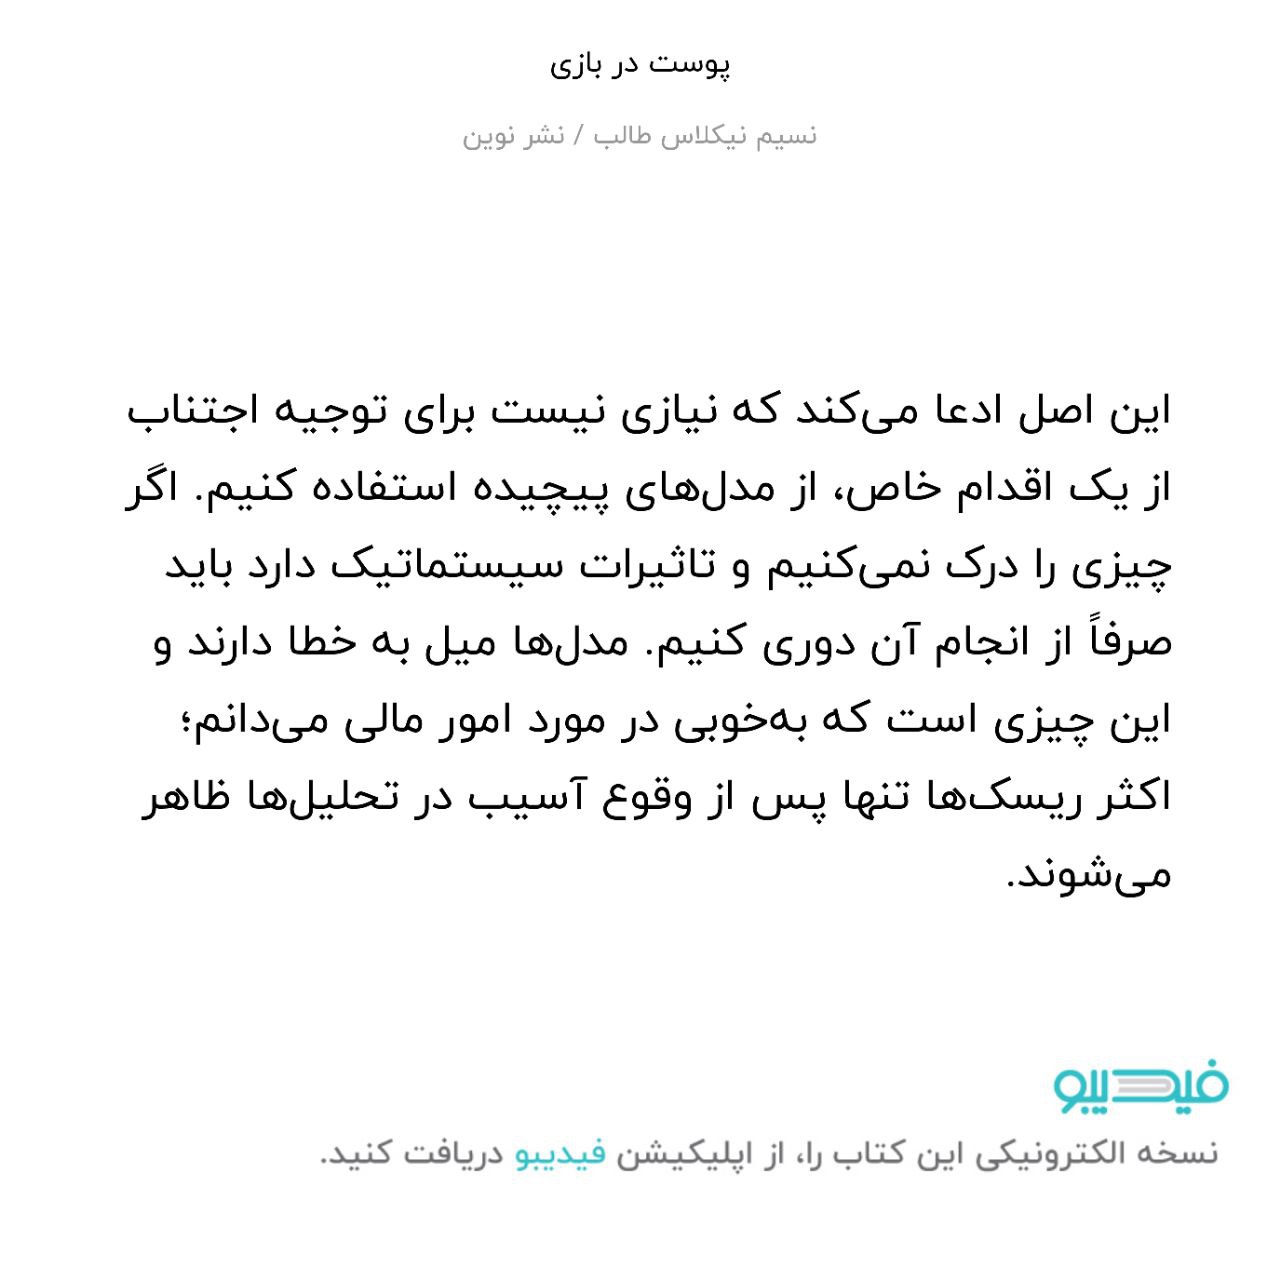 پوست در بازی
نسیم نیکلاس طالب / نشر نوین
این اصل ادعا می‌کند که نیازی نیست برای توجیه اجتناب
از یک اقدام خاص، از مدل‌های پیچیده استفاده کنیم. اگر
چیزی را درک نمی‌کنیم و تاثیرات سیستماتیک دارد باید
صرفاً از انجام آن دوری کنیم. مدل‌ها میل به خطا دارند و
این چیزی است که به‌خوبی در مورد امور مالی می‌دانم؛
اکثر ریسک‌ها تنها پس از وقوع آسیب در تحلیل‌ها ظاهر
می‌شوند.
فیدیبو
نسخه الکترونیکی این کتاب را، از اپلیکیشن فیدیبو دریافت کنید.